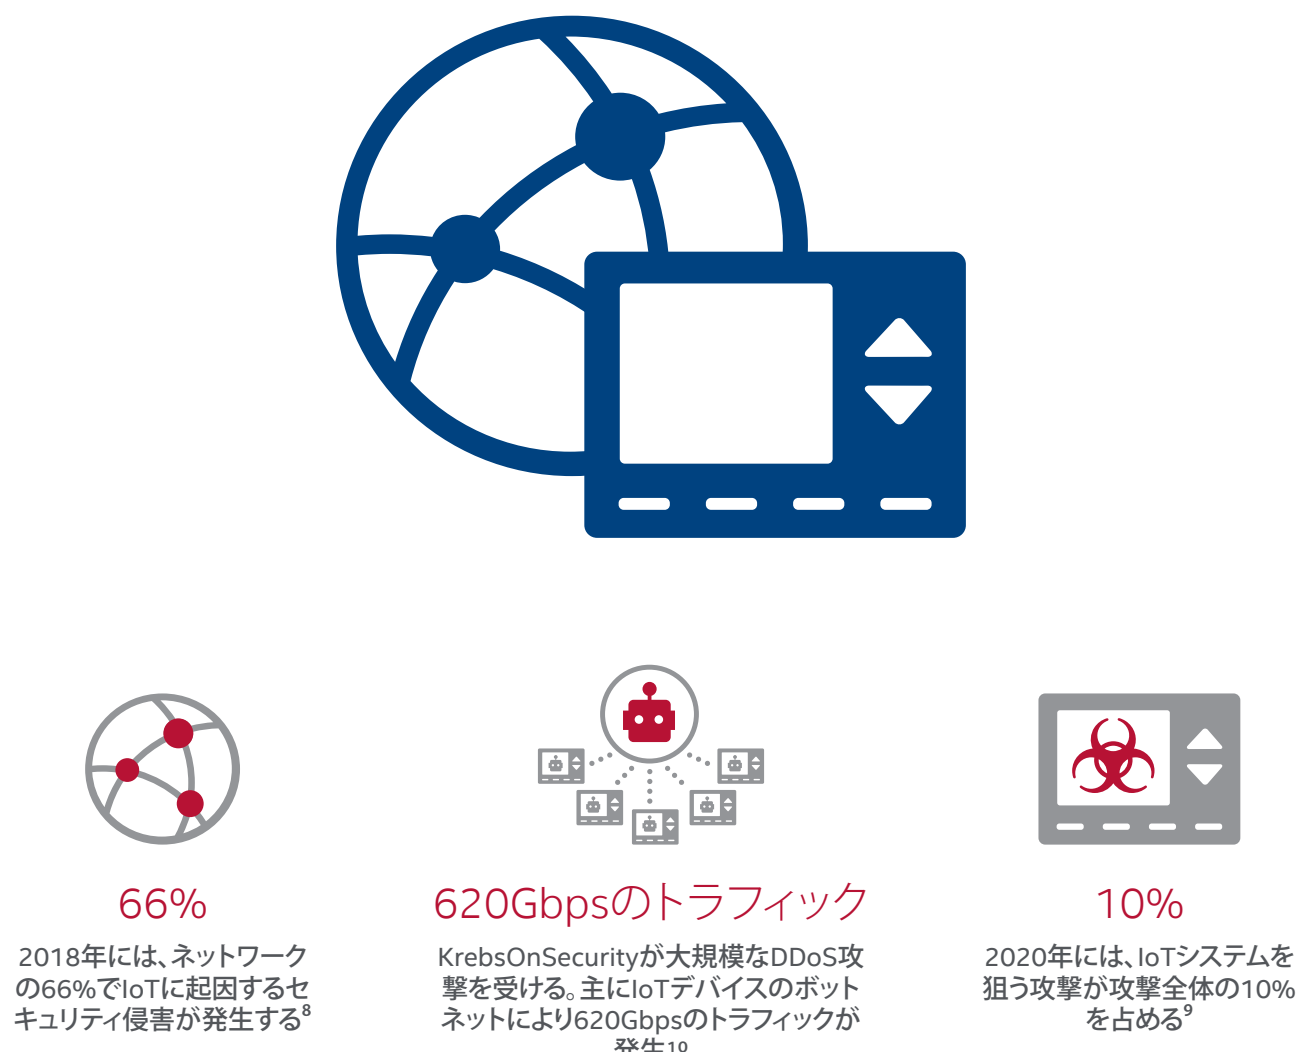 66%
2018年には、ネットワーク
の66%でIoTに起因するセ
キュリティ侵害が発生する8
620Gbpsのトラフィック
KrebsOnSecurityが大規模なDDoS攻
撃を受ける。主にIoTデバイスのボット
ネットにより620Gbpsのトラフィックが
発生10
10%
2020年には、IoTシステムを
狙う攻撃が攻撃全体の10%
を占める9